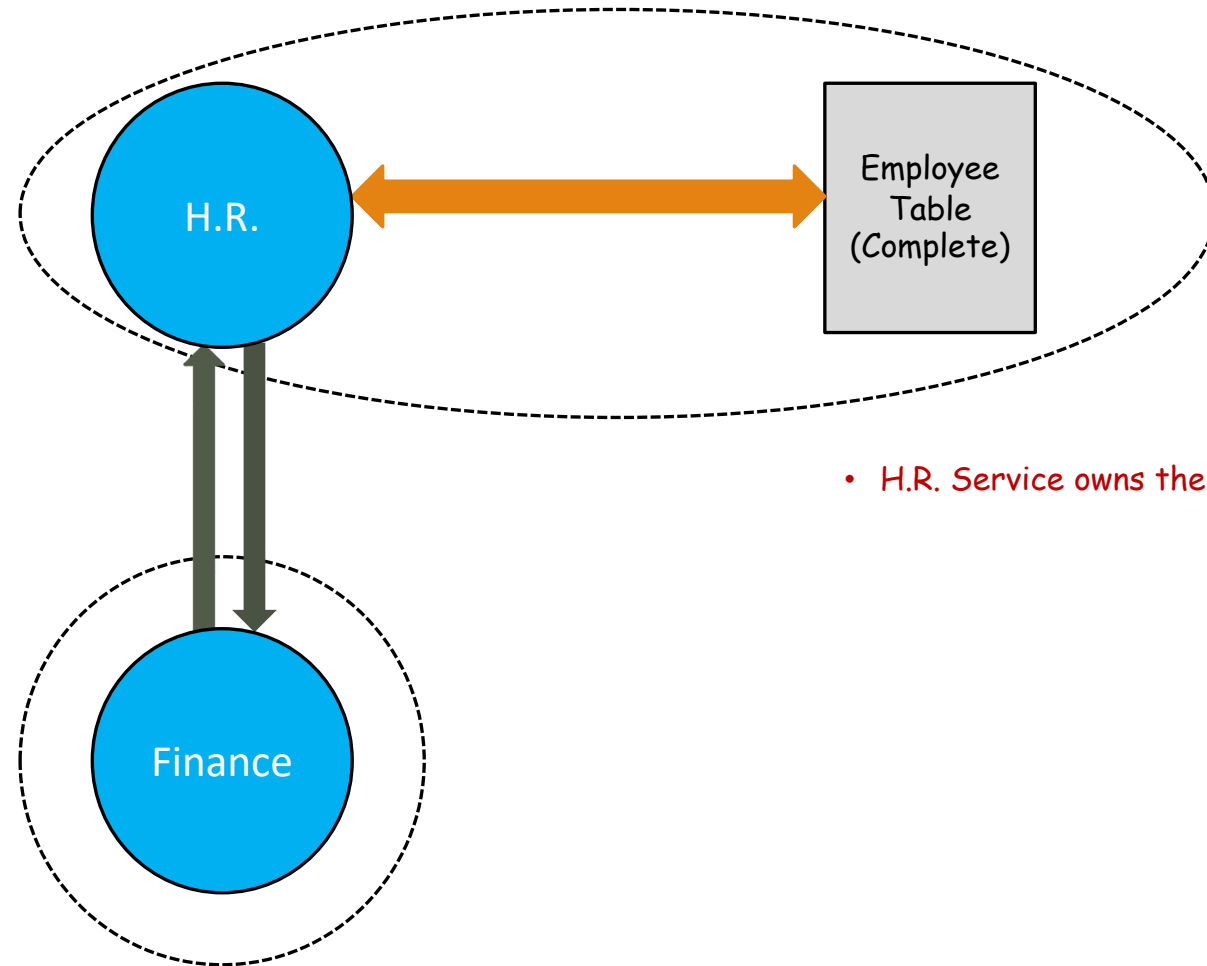 H.R.
Employee
Table
(Complete)
• H.R. Service owns the
Finance